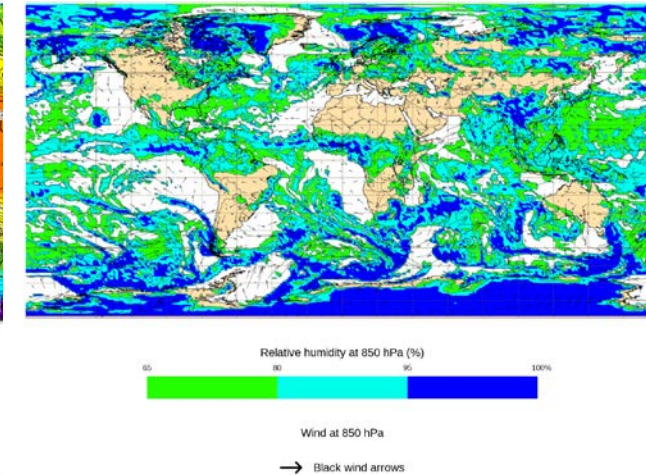 Relative humidity at 850 hPa (%)
65 80 95 100%
Wind at 850 hPa
Black wind arrows